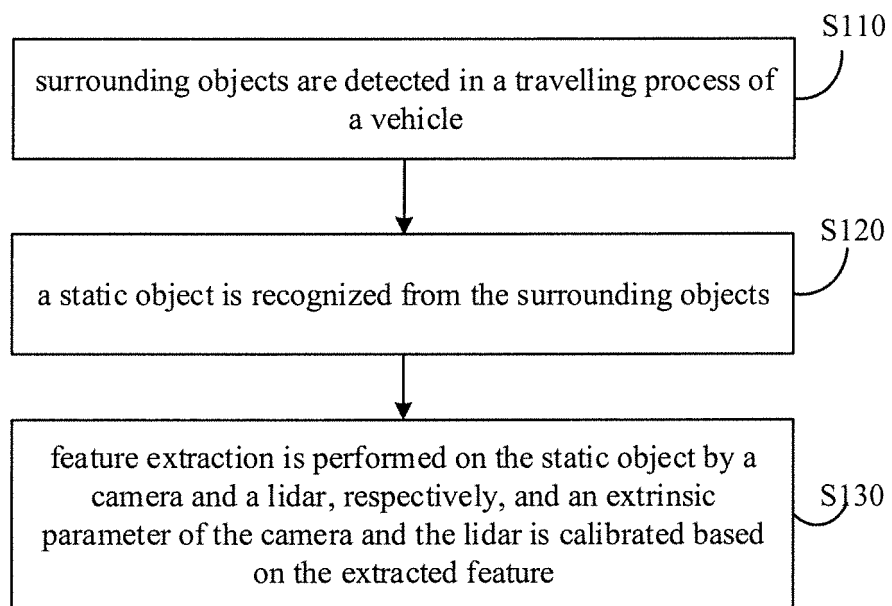 S110
surrounding objects are detected in a travelling process of
a vehicle
S120
a static object is recognized from the surrounding objects
S130
feature extraction is performed on the static object by a
camera and a lidar, respectively, and an extrinsic
parameter of the camera and the lidar is calibrated based
on the extracted feature